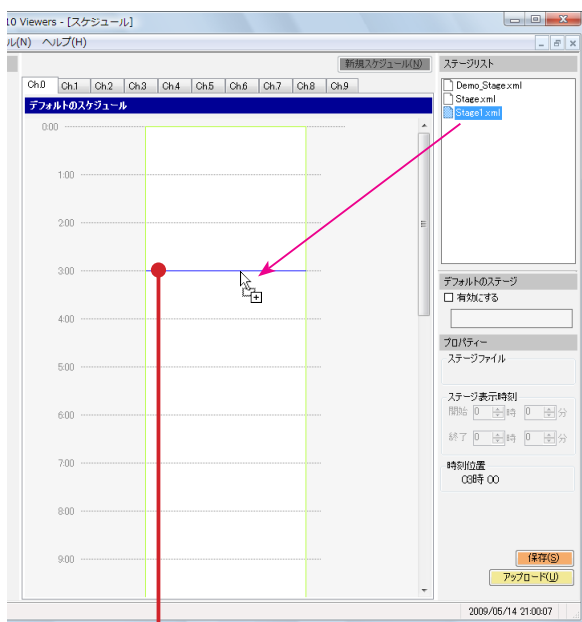 10 Viewers - [スケジュール]
ル(N) ヘルプ(H)
新規スケジュール(N)
Ch.0 Ch.1 Ch.2 Ch.3 Ch.4 Ch.5 Ch.6 Ch.7 Ch.8 Ch.9
デフォルトのスケジュール
0:00
1:00
2:00
3:00
4:00
5:00
6:00
7:00
8:00
9:00
ステージリスト
Demo_Stage.xml
Stage.xml
Stage1.xml
デフォルトのステージ
有効にする
プロパティー
ステージファイル
ステージ表示時刻
開始 0 時 0 分
終了 0 時 0 分
時刻位置
03時 00
保存(S)
アップロード(U)
2009/05/14 21:00:07